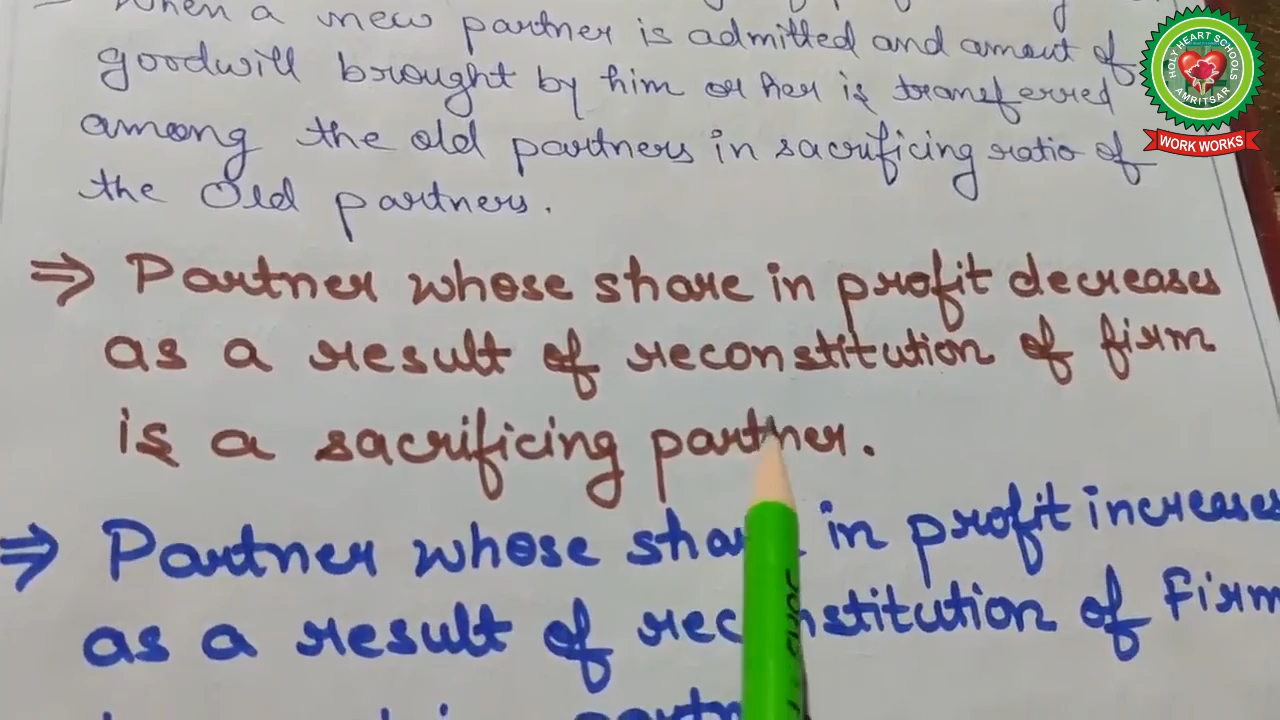 When a new partner is admitted and amount of
goodwill brought by him or her is transferred
among the old partners in sacrificing ratio of
the old partners.
⇒ Partner whose share in profit decreases
as a result of reconstitution of firm
is a sacrificing partner.
⇒ Partner whose share in profit increases
as a result of reconstitution of Firm
HOLY HEART SCHOOLS
AMRITSAR
WORK WORKS